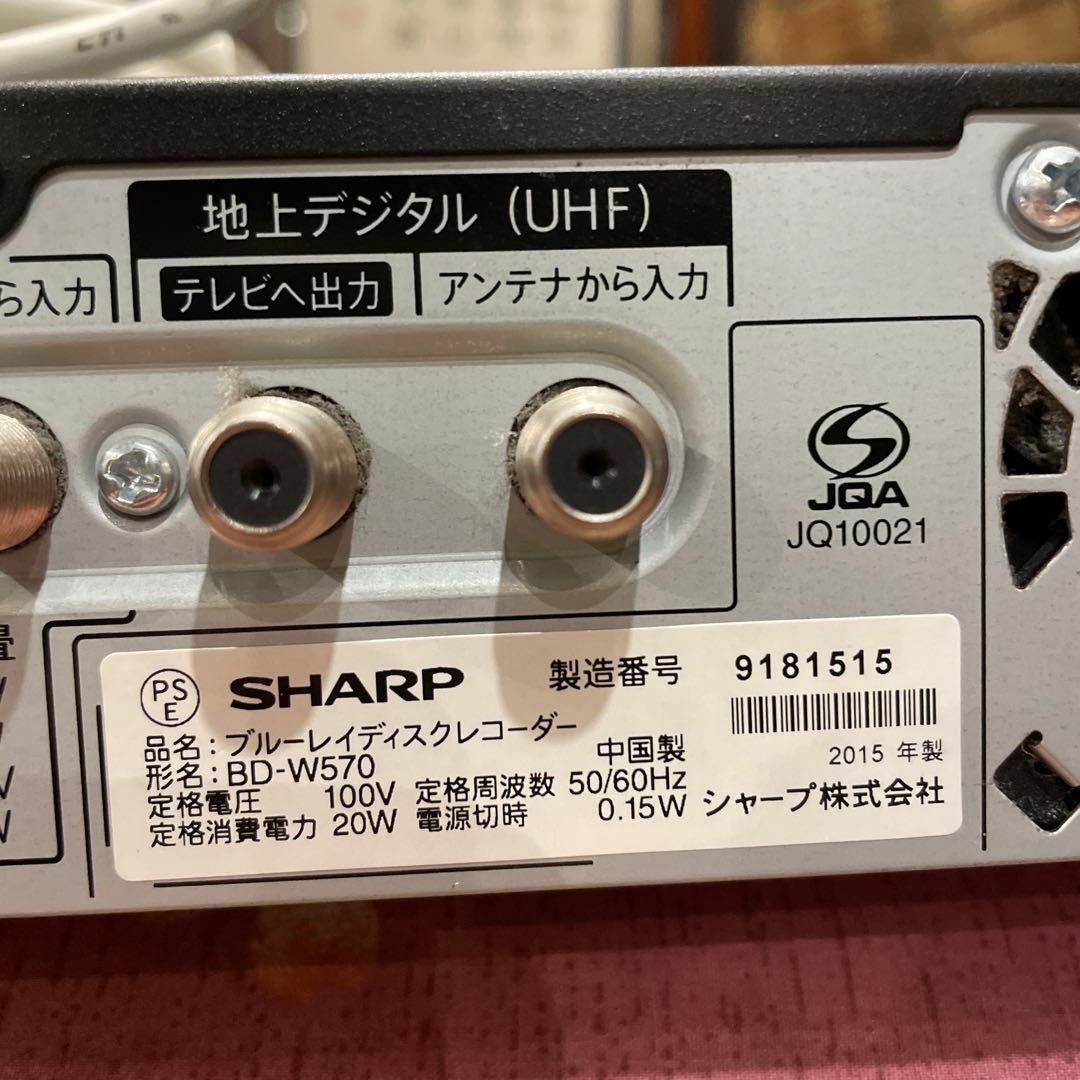 CTi
地上デジタル (UHF)
ら入力
テレビへ出力
アンテナから入力
JQA
JQ10021
PS
E
SHARP
製造番号 9181515
品名：ブルーレイディスクレコーダー
中国製
2015 年製
形名：BD-W570
定格電圧 100V 定格周波数 50/60Hz
定格消費電力 20W 電源切時 0.15W
シャープ株式会社